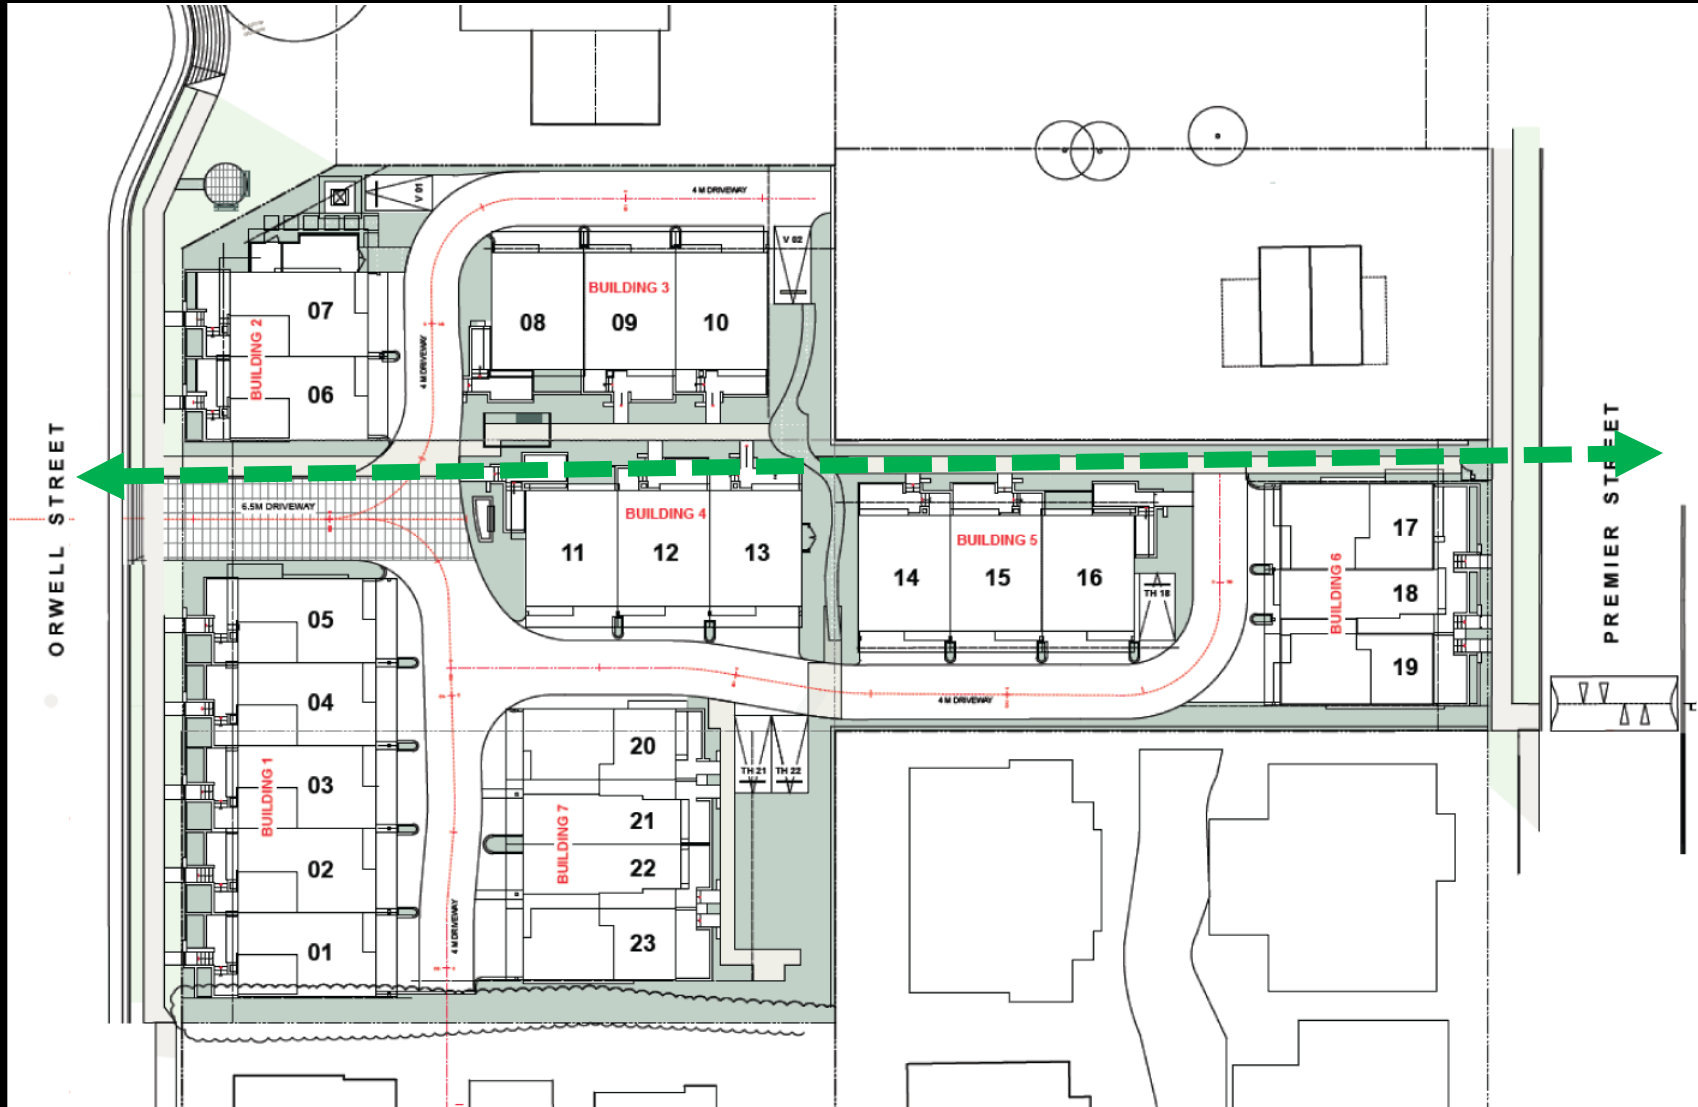 V 01
4 M DRIVEWAY
V 02
BUILDING 3
08
09
10
07
06
BUILDING 2
4 M DRIVEWAY
ORWELL STREET
PREMIER STREET
6.5M DRIVEWAY
BUILDING 4
11
12
13
BUILDING 5
14
15
16
TH 18
BUILDING 6
17
18
19
05
04
03
02
01
BUILDING 1
4 M DRIVEWAY
4 M DRIVEWAY
BUILDING 7
20
21
22
23
TH 21
TH 22